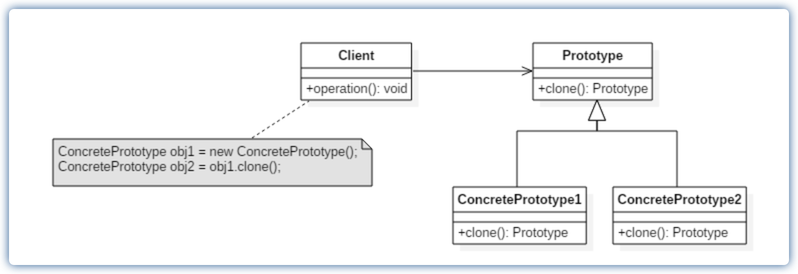 Client
+operation(): void
Prototype
+clone(): Prototype
ConcretePrototype obj1 = new ConcretePrototype();
ConcretePrototype obj2 = obj1.clone();
ConcretePrototype1
+clone(): Prototype
ConcretePrototype2
+clone(): Prototype